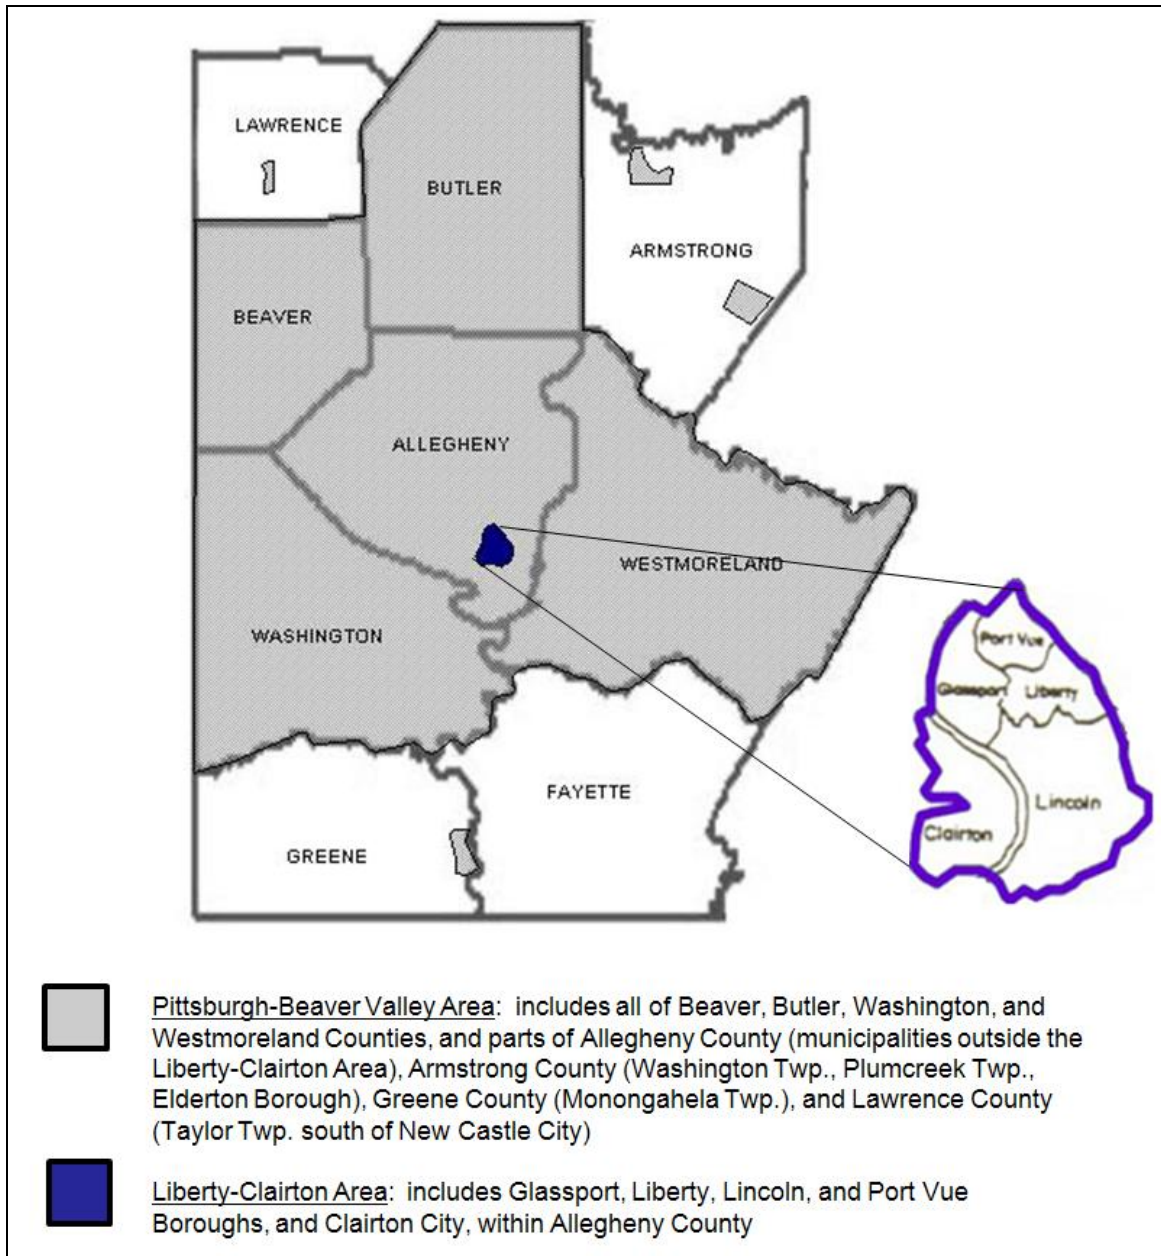 LAWRENCE
BUTLER
ARMSTRONG
BEAVER
ALLEGHENY
WESTMORELAND
WASHINGTON
Port Vue
Glassport
Liberty
Lincoln
Clairton
FAYETTE
GREENE
Pittsburgh-Beaver Valley Area: includes all of Beaver, Butler, Washington, and
Westmoreland Counties, and parts of Allegheny County (municipalities outside the
Liberty-Clairton Area), Armstrong County (Washington Twp., Plumcreek Twp.,
Elderton Borough), Greene County (Monongahela Twp.), and Lawrence County
(Taylor Twp. south of New Castle City)
Liberty-Clairton Area: includes Glassport, Liberty, Lincoln, and Port Vue
Boroughs, and Clairton City, within Allegheny County